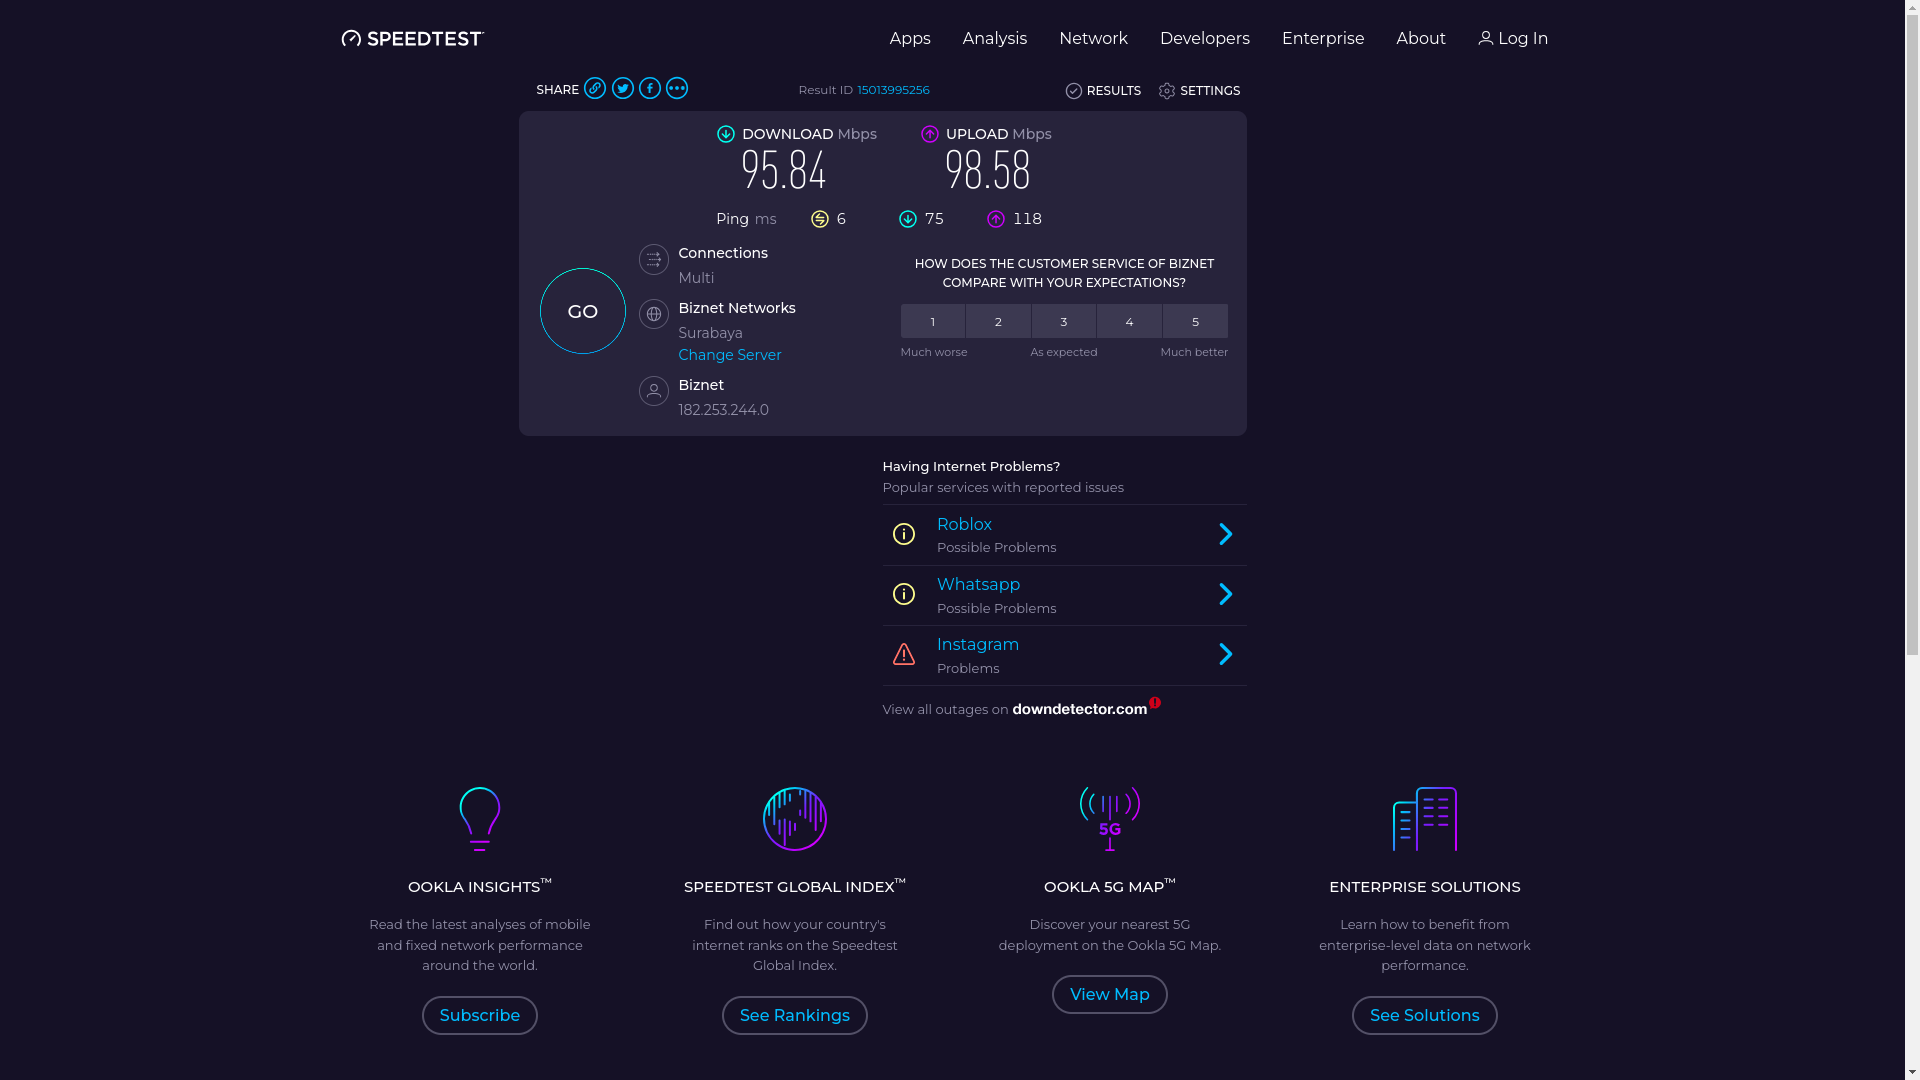 SPEEDTEST
Apps Analysis Network Developers Enterprise About Log In
SHARE Result ID 15013995256 RESULTS SETTINGS
DOWNLOAD Mbps UPLOAD Mbps
95.84 98.58
Ping ms 6 75 118
GO
Connections
Multi
Biznet Networks
Surabaya
Change Server
Biznet
182.253.244.0
HOW DOES THE CUSTOMER SERVICE OF BIZNET
COMPARE WITH YOUR EXPECTATIONS?
1 2 3 4 5
Much worse As expected Much better
Having Internet Problems?
Popular services with reported issues
Roblox
Possible Problems
Whatsapp
Possible Problems
Instagram
Problems
View all outages on downdetector.com
5G
OOKLA INSIGHTS™
Read the latest analyses of mobile
and fixed network performance
around the world.
Subscribe
SPEEDTEST GLOBAL INDEX™
Find out how your country's
internet ranks on the Speedtest
Global Index.
See Rankings
OOKLA 5G MAP™
Discover your nearest 5G
deployment on the Ookla 5G Map.
View Map
ENTERPRISE SOLUTIONS
Learn how to benefit from
enterprise-level data on network
performance.
See Solutions